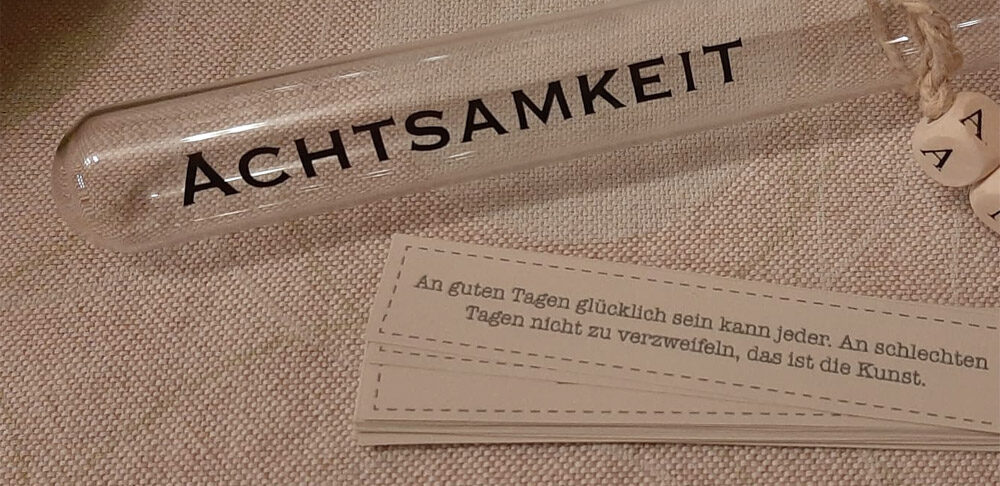 ACHTSAMKEIT
A A
An guten Tagen glücklich sein kann jeder. An schlechten
Tagen nicht zu verzweifeln, das ist die Kunst.